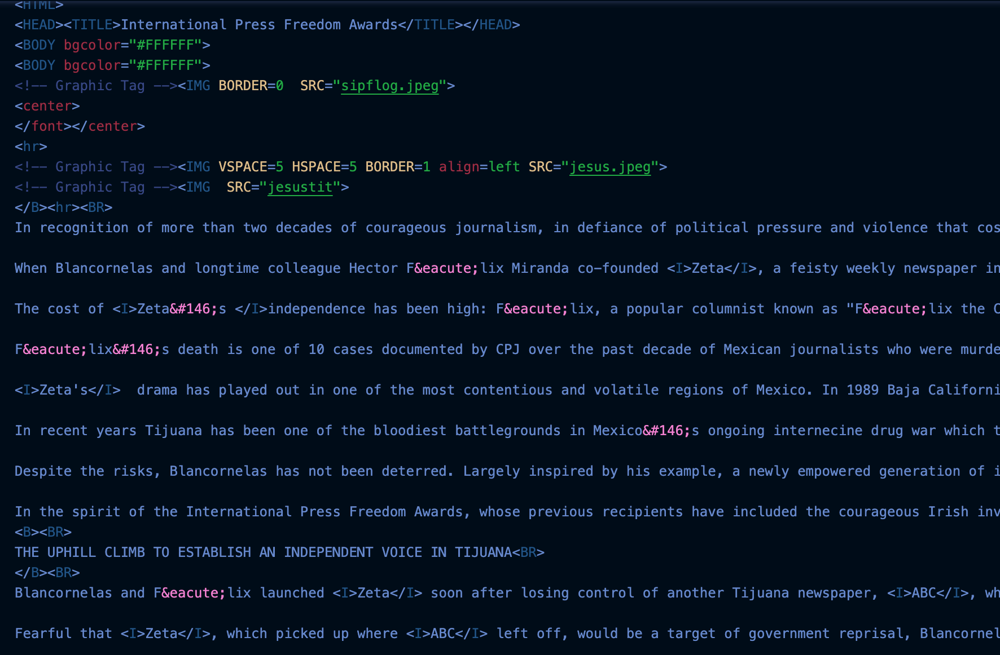 <HTML>
<HEAD><TITLE>International Press Freedom Awards</TITLE></HEAD>
<BODY bgcolor="#FFFFFF">
<BODY bgcolor="#FFFFFF">
<!-- Graphic Tag --><IMG BORDER=0  SRC="sipflog.jpeg">
<center>
</font></center>
<hr>
<!-- Graphic Tag --><IMG VSPACE=5 HSPACE=5 BORDER=1 align=left SRC="jesus.jpeg">
<!-- Graphic Tag --><IMG  SRC="jesustit">
</B><hr><BR>
In recognition of more than two decades of courageous journalism, in defiance of political pressure and violence that cos
When Blancornelas and longtime colleague Hector F&eacute;lix Miranda co-founded <I>Zeta</I>, a feisty weekly newspaper in
The cost of <I>Zeta&#146;s </I>independence has been high: F&eacute;lix, a popular columnist known as "F&eacute;lix the C
F&eacute;lix&#146;s death is one of 10 cases documented by CPJ over the past decade of Mexican journalists who were murde
<I>Zeta's</I>  drama has played out in one of the most contentious and volatile regions of Mexico. In 1989 Baja Californi
In recent years Tijuana has been one of the bloodiest battlegrounds in Mexico&#146;s ongoing internecine drug war which t
Despite the risks, Blancornelas has not been deterred. Largely inspired by his example, a newly empowered generation of i
In the spirit of the International Press Freedom Awards, whose previous recipients have included the courageous Irish inv
<B><BR>
THE UPHILL CLIMB TO ESTABLISH AN INDEPENDENT VOICE IN TIJUANA<BR>
</B><BR>
Blancornelas and F&eacute;lix launched <I>Zeta</I> soon after losing control of another Tijuana newspaper, <I>ABC</I>, wh
Fearful that <I>Zeta</I>, which picked up where <I>ABC</I> left off, would be a target of government reprisal, Blancornel